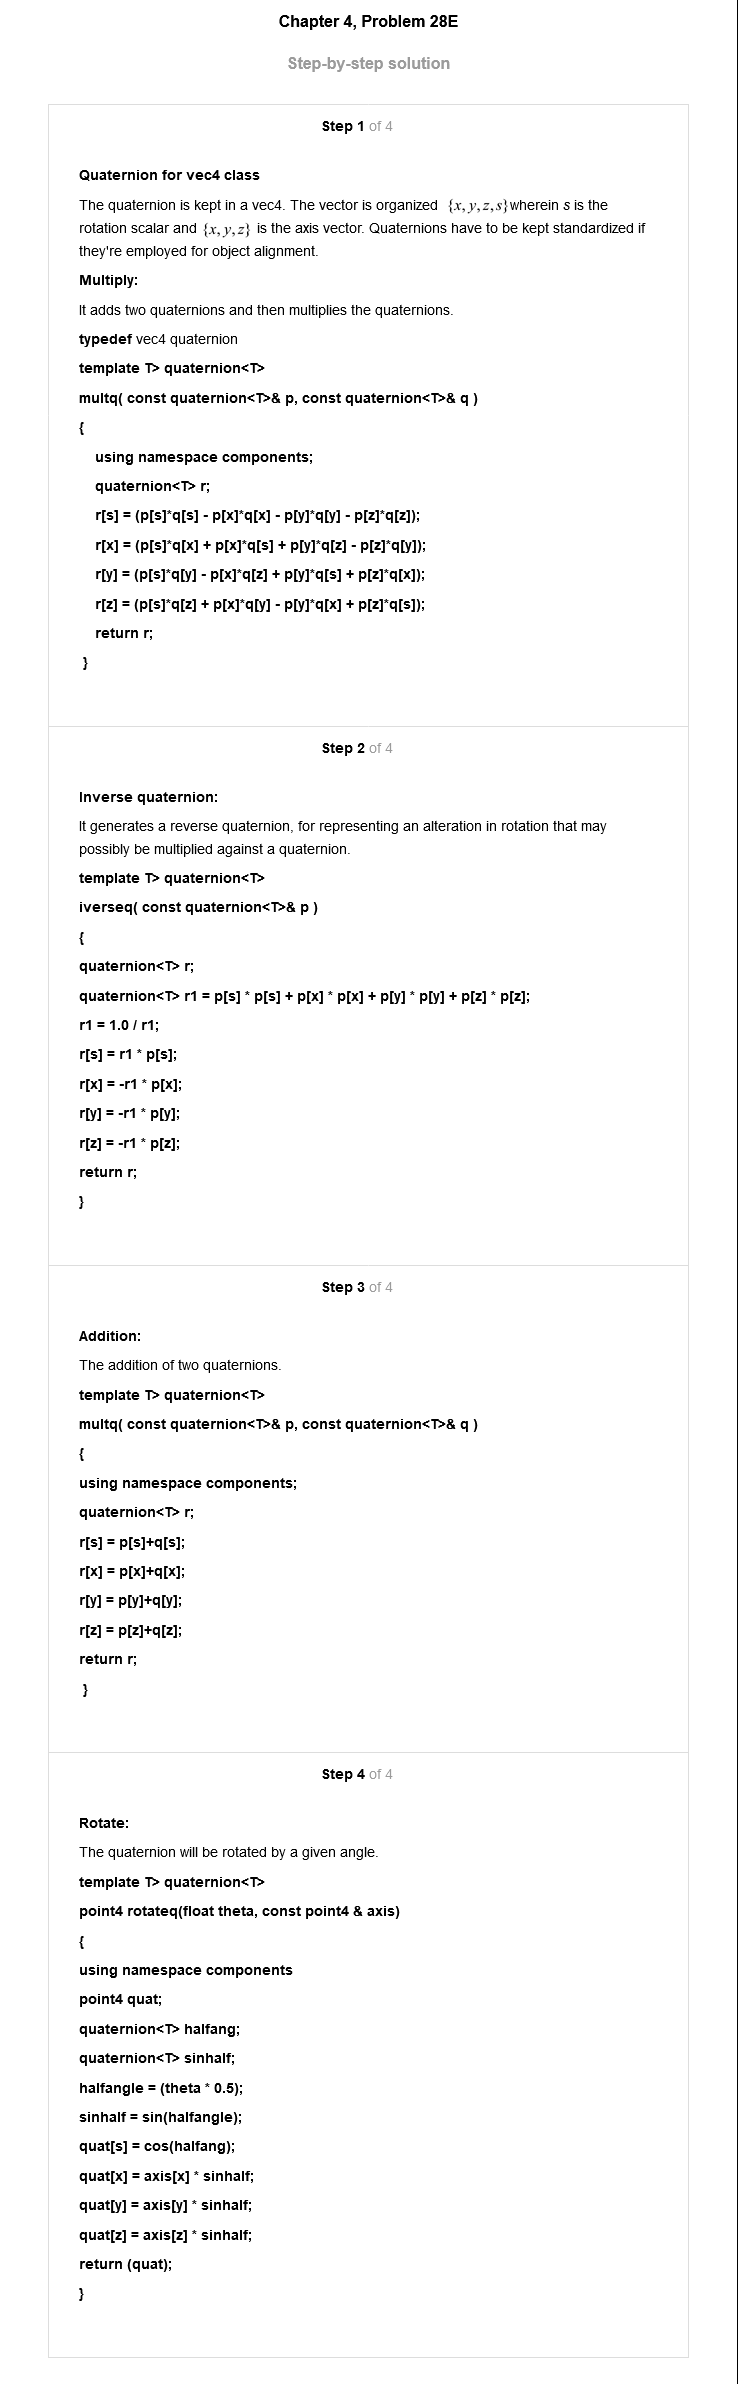 Chapter 4, Problem 28E
Step-by-step solution
Step 1 of 4
Quaternion for vec4 class
The quaternion is kept in a vec4. The vector is organized {x, y, z, s}wherein s is the
rotation scalar and {x, y, z} is the axis vector. Quaternions have to be kept standardized if
they're employed for object alignment.
Multiply:
It adds two quaternions and then multiplies the quaternions.
typedef vec4 quaternion
template T> quaternion<T>
multq( const quaternion<T>& p, const quaternion<T>& q )
{
using namespace components;
quaternion<T> r;
r[s] = (p[s]*q[s] - p[x]*q[x] - p[y]*q[y] - p[z]*q[z]);
r[x] = (p[s]*q[x] + p[x]*q[s] + p[y]*q[z] - p[z]*q[y]);
r[y] = (p[s]*q[y] - p[x]*q[z] + p[y]*q[s] + p[z]*q[x]);
r[z] = (p[s]*q[z] + p[x]*q[y] - p[y]*q[x] + p[z]*q[s]);
return r;
}
Step 2 of 4
Inverse quaternion:
It generates a reverse quaternion, for representing an alteration in rotation that may
possibly be multiplied against a quaternion.
template T> quaternion<T>
iverseq( const quaternion<T>& p )
{
quaternion<T> r;
quaternion<T> r1 = p[s] * p[s] + p[x] * p[x] + p[y] * p[y] + p[z] * p[z];
r1 = 1.0 / r1;
r[s] = r1 * p[s];
r[x] = -r1 * p[x];
r[y] = -r1 * p[y];
r[z] = -r1 * p[z];
return r;
}
Step 3 of 4
Addition:
The addition of two quaternions.
template T> quaternion<T>
multq( const quaternion<T>& p, const quaternion<T>& q )
{
using namespace components;
quaternion<T> r;
r[s] = p[s]+q[s];
r[x] = p[x]+q[x];
r[y] = p[y]+q[y];
r[z] = p[z]+q[z];
return r;
}
Step 4 of 4
Rotate:
The quaternion will be rotated by a given angle.
template T> quaternion<T>
point4 rotateq(float theta, const point4 & axis)
{
using namespace components
point4 quat;
quaternion<T> halfang;
quaternion<T> sinhalf;
halfangle = (theta * 0.5);
sinhalf = sin(halfangle);
quat[s] = cos(halfang);
quat[x] = axis[x] * sinhalf;
quat[y] = axis[y] * sinhalf;
quat[z] = axis[z] * sinhalf;
return (quat);
}